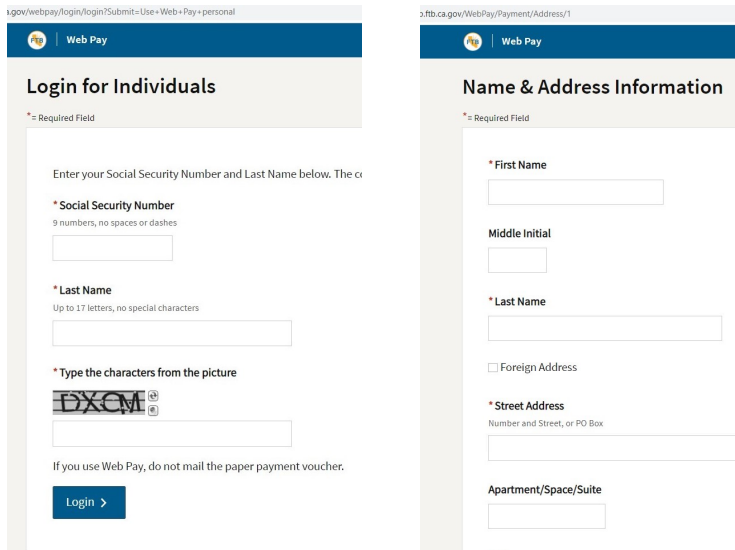 a.gov/webpay/login/login?Submit=Use+Web+Pay+personal
FTB
Web Pay
Login for Individuals
*= Required Field
Enter your Social Security Number and Last Name below. The co
* Social Security Number
9 numbers, no spaces or dashes
* Last Name
Up to 17 letters, no special characters
* Type the characters from the picture
DXCM
If you use Web Pay, do not mail the paper payment voucher.
Login >
o.ftb.ca.gov/WebPay/Payment/Address/1
FTB
Web Pay
Name & Address Information
*= Required Field
* First Name
Middle Initial
* Last Name
Foreign Address
* Street Address
Number and Street, or PO Box
Apartment/Space/Suite